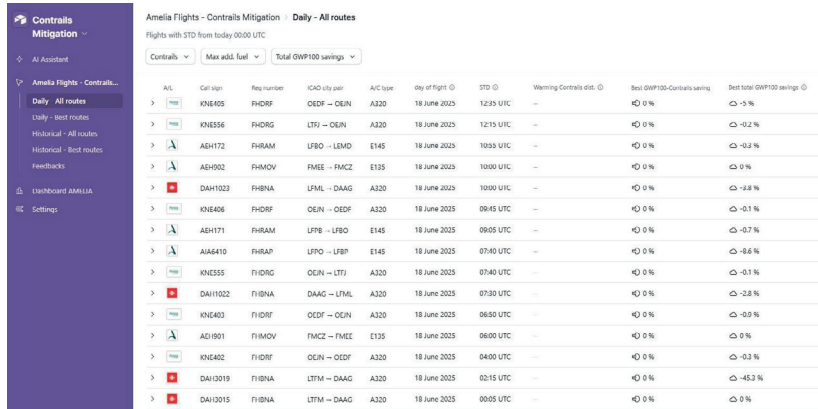 Contrails
Mitigation
AI Assistant
Amelia Flights - Contrails...
Daily All routes
Daily - Best routes
Historical - All routes
Historical - Best routes
Feedbacks
Dashboard AMELIA
Settings
Amelia Flights - Contrails Mitigation Daily - All routes
Flights with STD from today 00:00 UTC
Contrails Max add. fuel Total GWP100 savings
A/L Call sign Reg number ICAO city pair A/C type day of flight STD Warming Contrails dist. Best GWP100-Contrails saving Best total GWP100 savings
KNE405 FHDRF OEDF → OEJN A320 18 June 2025 12:35 UTC -- 0 % -5 %
KNE556 FHDRG LTFJ → OEJN A320 18 June 2025 12:15 UTC -- 0 % -0.2 %
AEH172 FHRAM LFBO → LEMD E145 18 June 2025 10:55 UTC -- 0 % -0.3 %
AEH902 FHMOV FMEE → FMCZ E135 18 June 2025 10:00 UTC -- 0 % 0 %
DAH1023 FHBNA LFML → DAAG A320 18 June 2025 10:00 UTC -- 0 % -3.8 %
KNE406 FHDRF OEJN → OEDF A320 18 June 2025 09:45 UTC -- 0 % -0.1 %
AEH171 FHRAM LFPB → LFBO E145 18 June 2025 09:05 UTC -- 0 % -0.7 %
AIA6410 FHRAP LFPO → LFBP E145 18 June 2025 07:40 UTC -- 0 % -8.6 %
KNE555 FHDRG OEJN → LTFJ A320 18 June 2025 07:40 UTC -- 0 % -0.1 %
DAH1022 FHBNA DAAG → LFML A320 18 June 2025 07:30 UTC -- 0 % -2.8 %
KNE403 FHDRF OEDF → OEJN A320 18 June 2025 06:50 UTC -- 0 % -0.9 %
AEH901 FHMOV FMCZ → FMEE E135 18 June 2025 06:00 UTC -- 0 % 0 %
KNE402 FHDRF OEJN → OEDF A320 18 June 2025 04:00 UTC -- 0 % -0.3 %
DAH3019 FHBNA LTFM → DAAG A320 18 June 2025 02:15 UTC -- 0 % -45.3 %
DAH3015 FHBNA LTFM → DAAG A320 18 June 2025 00:05 UTC -- 0 % 0 %